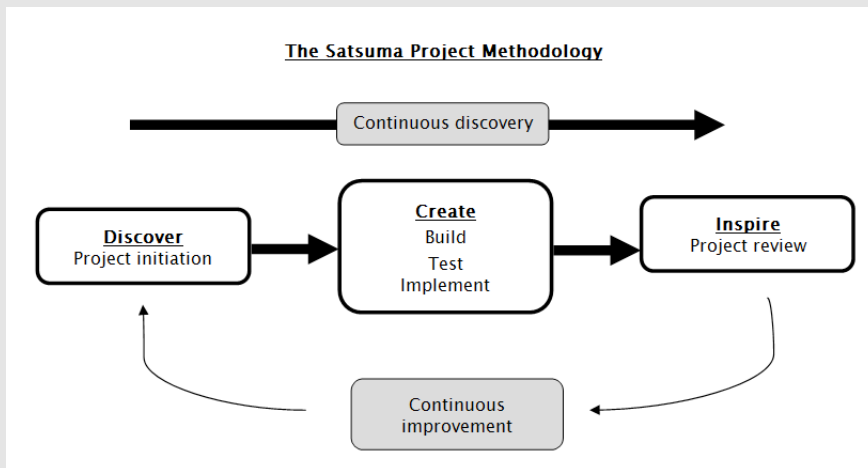 The Satsuma Project Methodology
Continuous discovery
Discover
Project initiation
Create
Build
Test
Implement
Inspire
Project review
Continuous
improvement